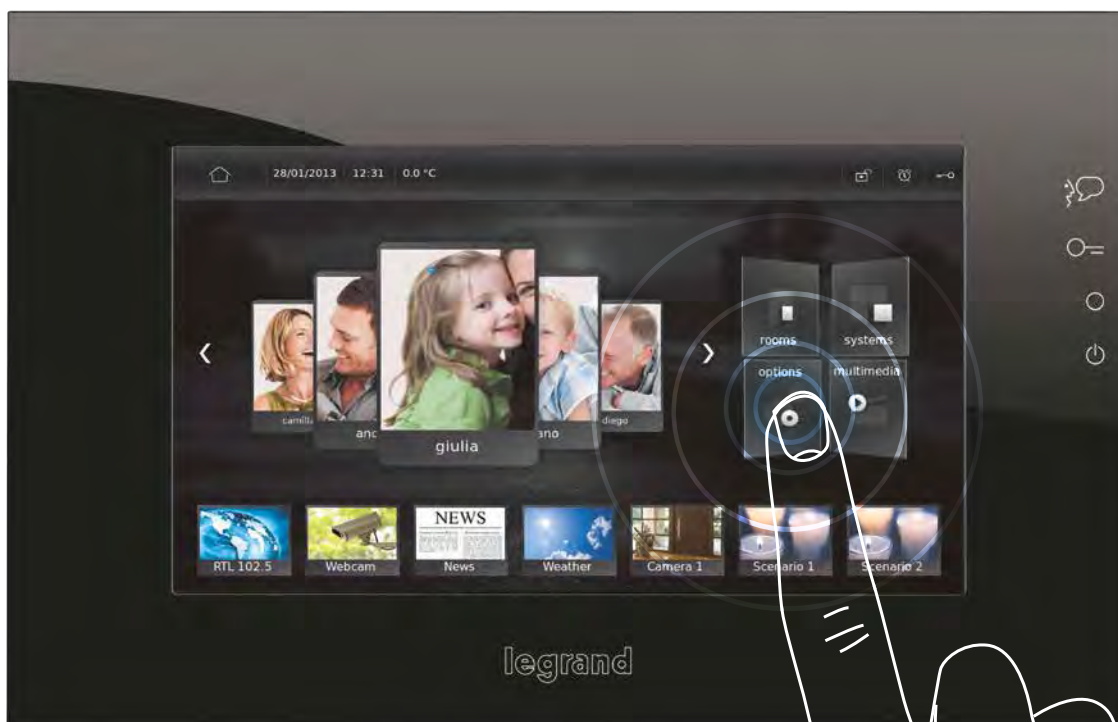 28/01/2013 12:31 0.0 °C
rooms systems
options multimedia
diego
giulia
NEWS
RTL 102.5 Webcam News Weather Camera 1 Scenario 1 Scenario 2
legrand